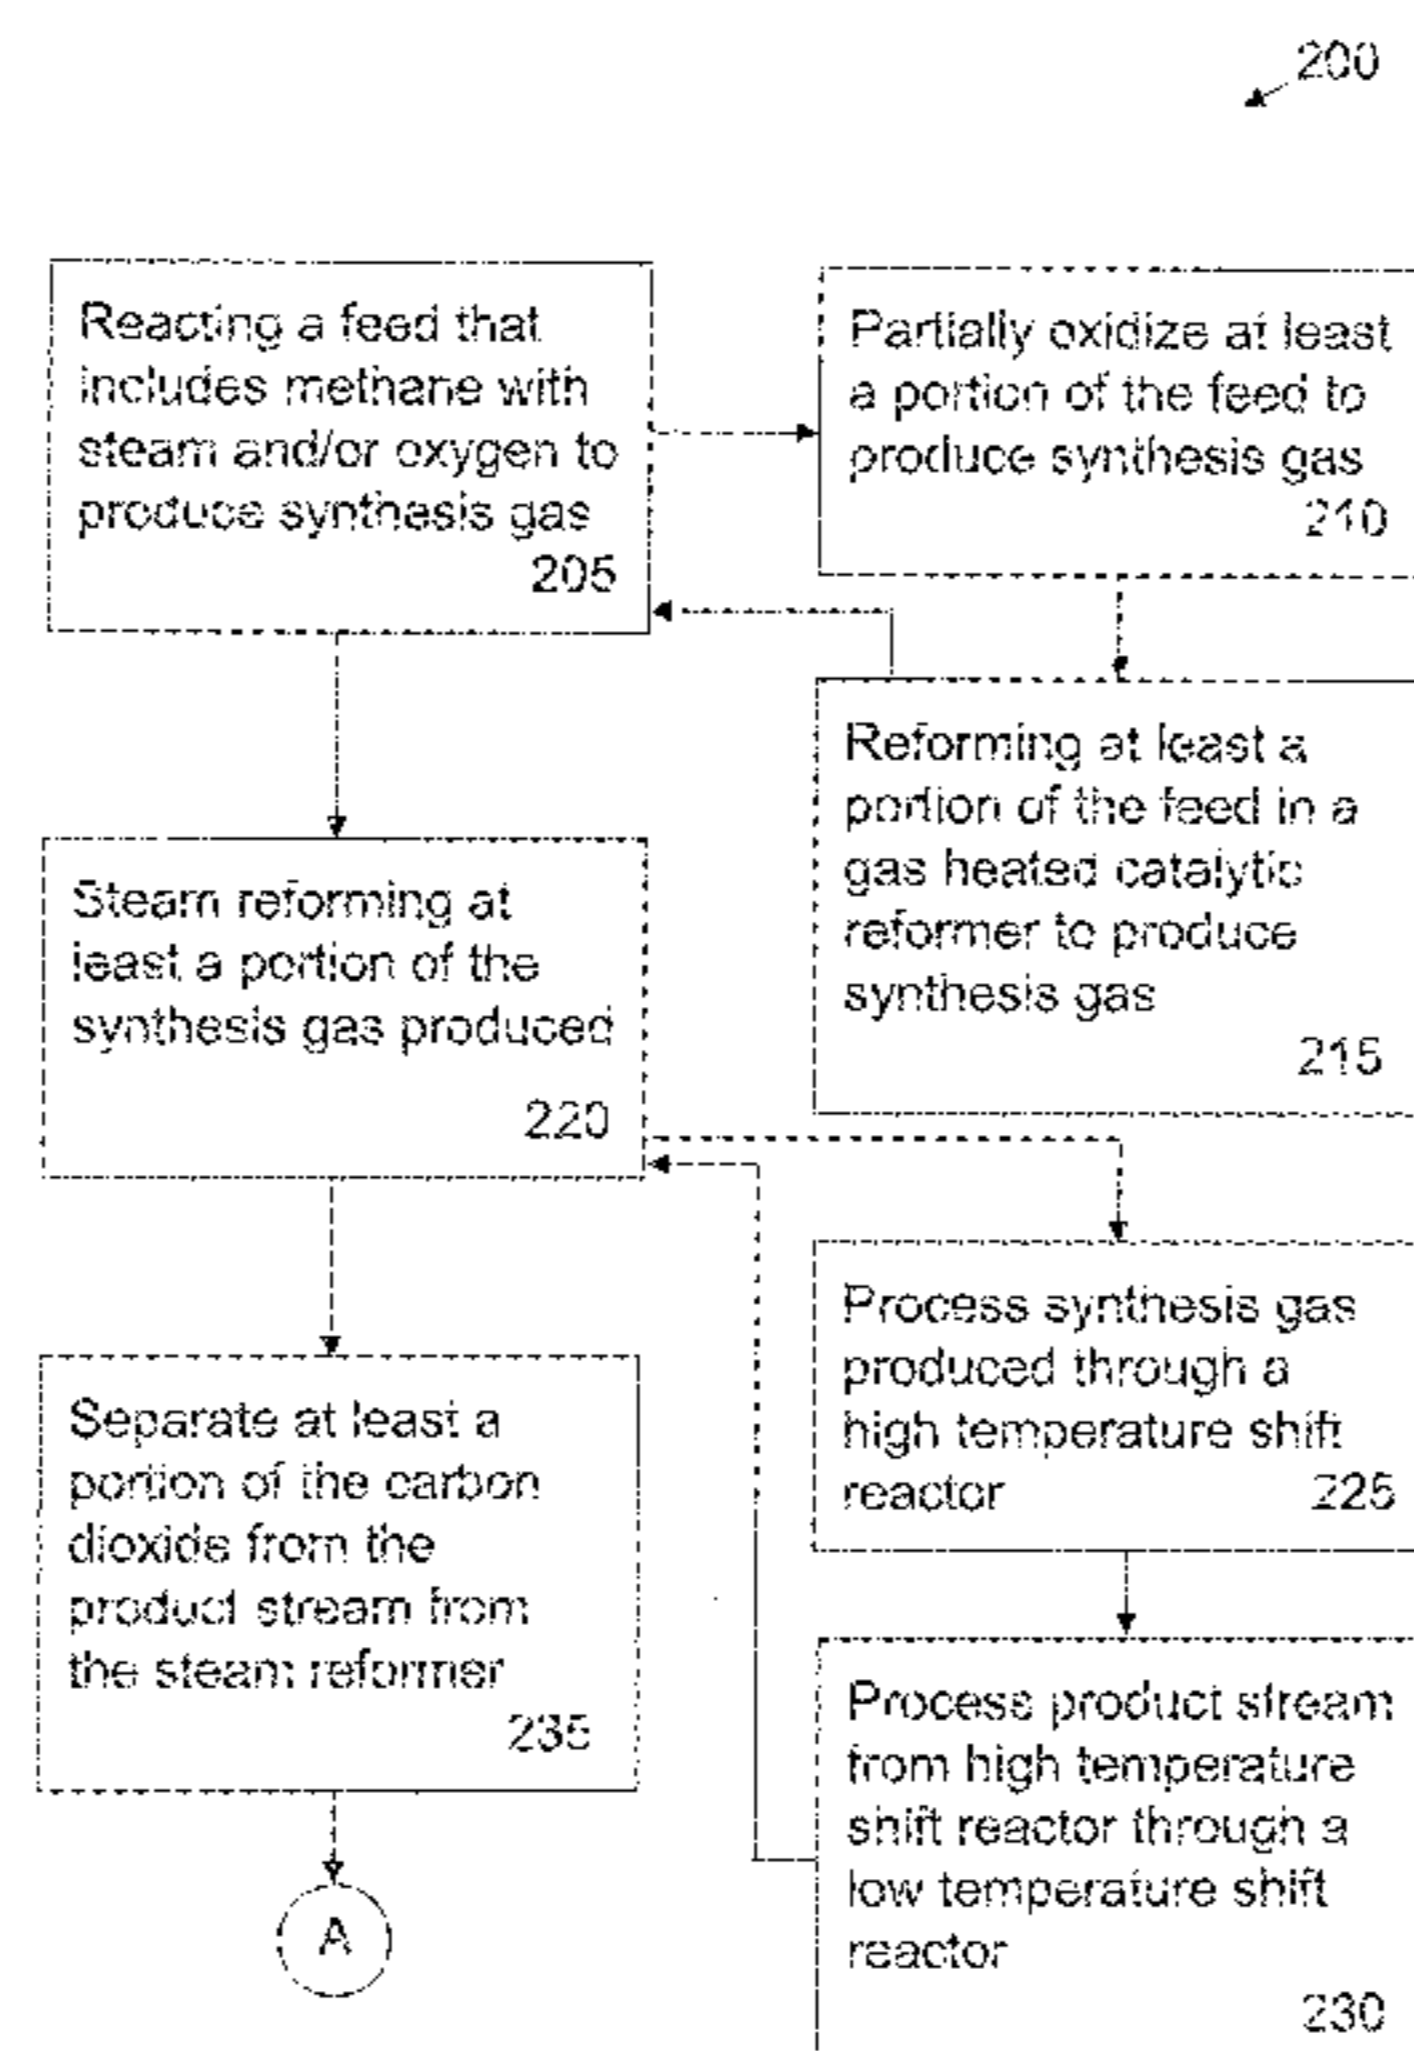 200
Reacting a feed that
includes methane with
steam and/or oxygen to
produce synthesis gas
205
Partially oxidize at least
a portion of the feed to
produce synthesis gas
210
Reforming at least a
portion of the feed in a
gas heated catalytic
reformer to produce
synthesis gas
215
Steam reforming at
least a portion of the
synthesis gas produced
220
Process synthesis gas
produced through a
high temperature shift
reactor 225
Separate at least a
portion of the carbon
dioxide from the
product stream from
the steam reformer
235
Process product stream
from high temperature
shift reactor through a
low temperature shift
reactor
230
A